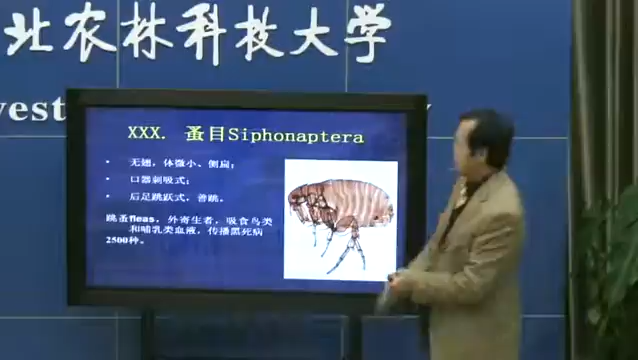 北农林科技大学
vest
y
XXX. 蚤目Siphonaptera
• 无翅，体微小、侧扁；
• 口器刺吸式；
• 后足跳跃式，善跳。
跳蚤fleas，外寄生者，吸食鸟类
和哺乳类血液，传播黑死病
2500种。